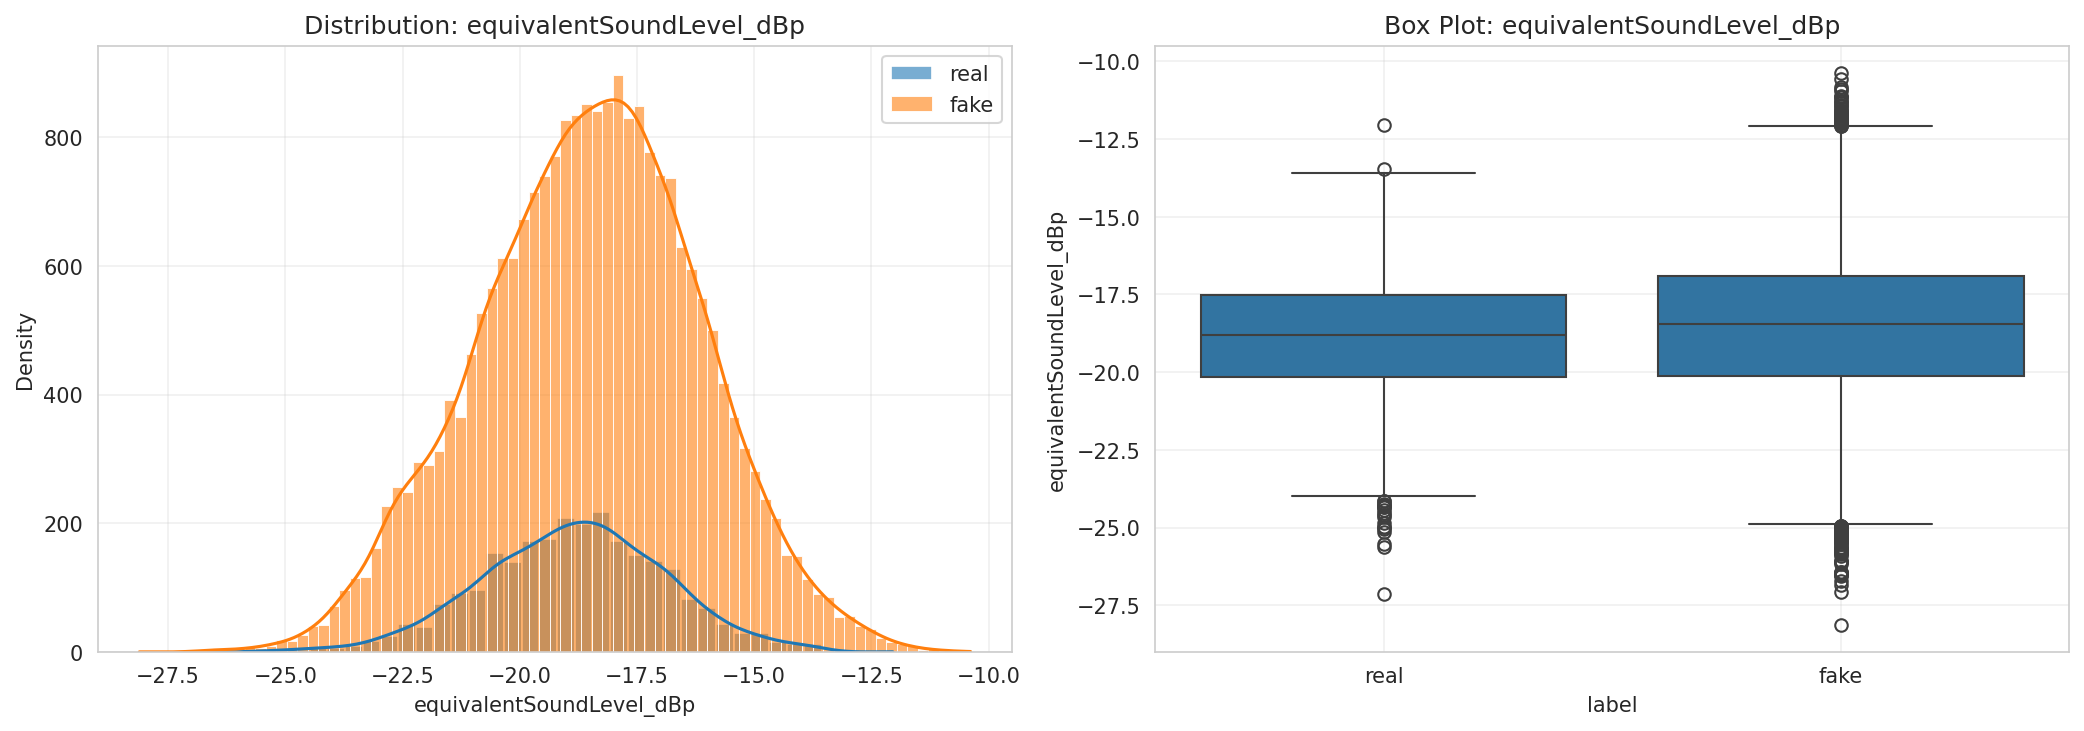 Distribution: equivalentSoundLevel_dBp
real
fake
Density
800
600
400
200
0
−27.5 −25.0 −22.5 −20.0 −17.5 −15.0 −12.5 −10.0
equivalentSoundLevel_dBp
Box Plot: equivalentSoundLevel_dBp
equivalentSoundLevel_dBp
−10.0
−12.5
−15.0
−17.5
−20.0
−22.5
−25.0
−27.5
real fake
label